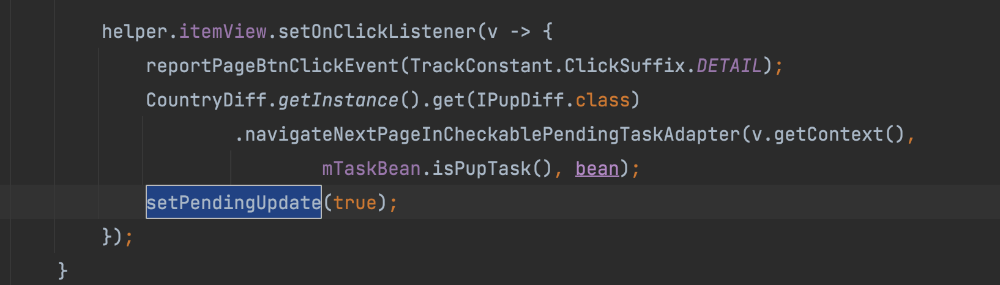 helper.itemView.setOnClickListener(v -> {
reportPageBtnClickEvent(TrackConstant.ClickSuffix.DETAIL);
CountryDiff.getInstance().get(IPupDiff.class)
.navigateNextPageInCheckablePendingTaskAdapter(v.getContext(),
mTaskBean.isPupTask(), bean);
setPendingUpdate(true);
});
}